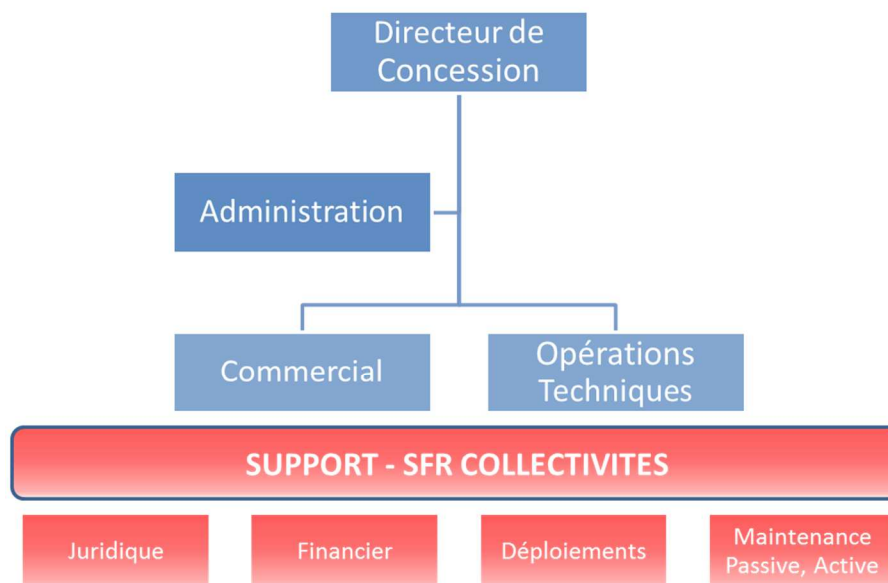 Directeur de
Concession
Administration
Commercial
Opérations
Techniques
SUPPORT - SFR COLLECTIVITES
Juridique
Financier
Déploiements
Maintenance
Passive, Active